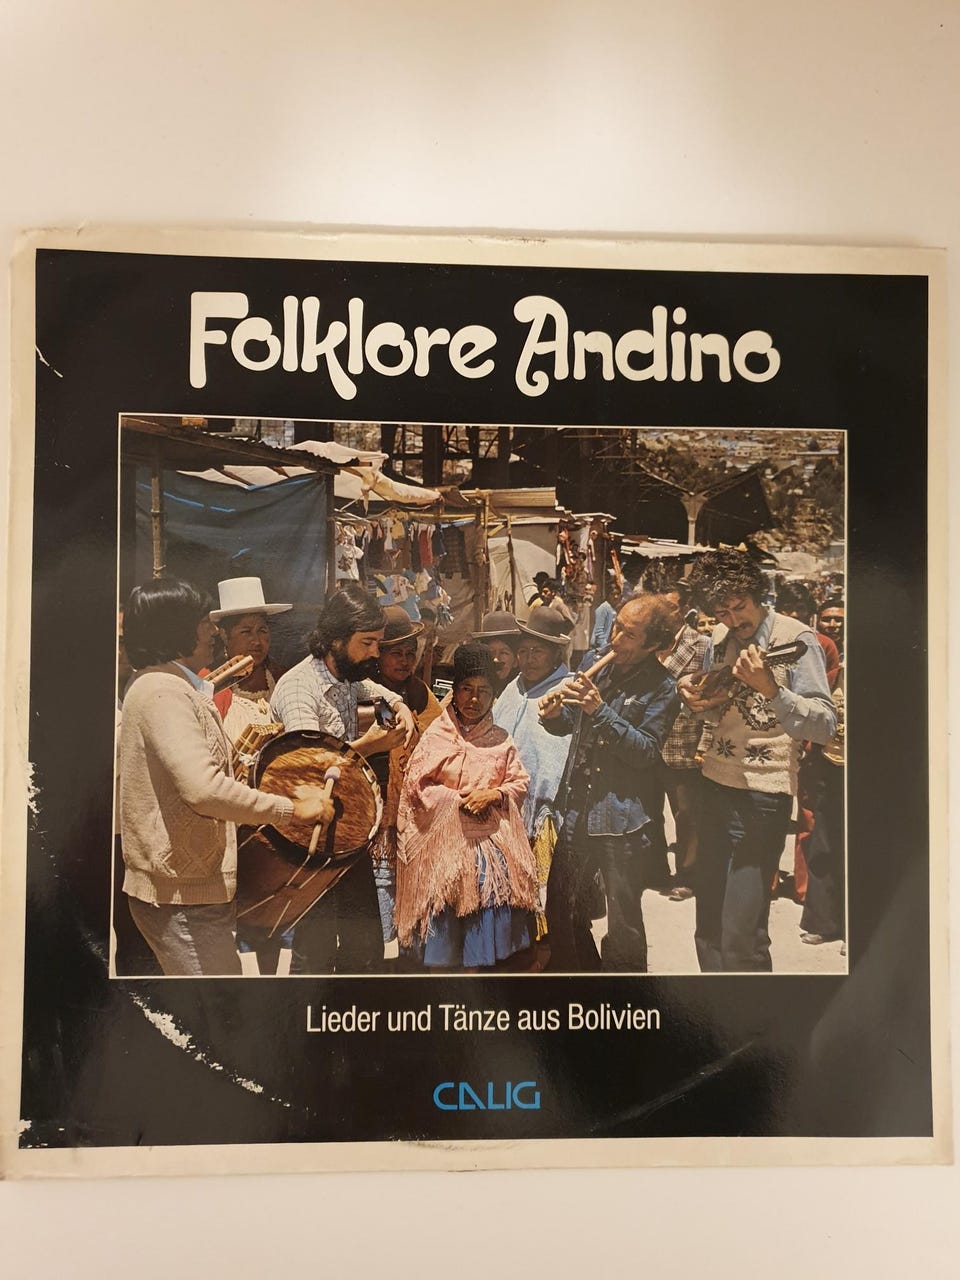 Folklore Andino
Lieder und Tänze aus Bolivien
CALIG